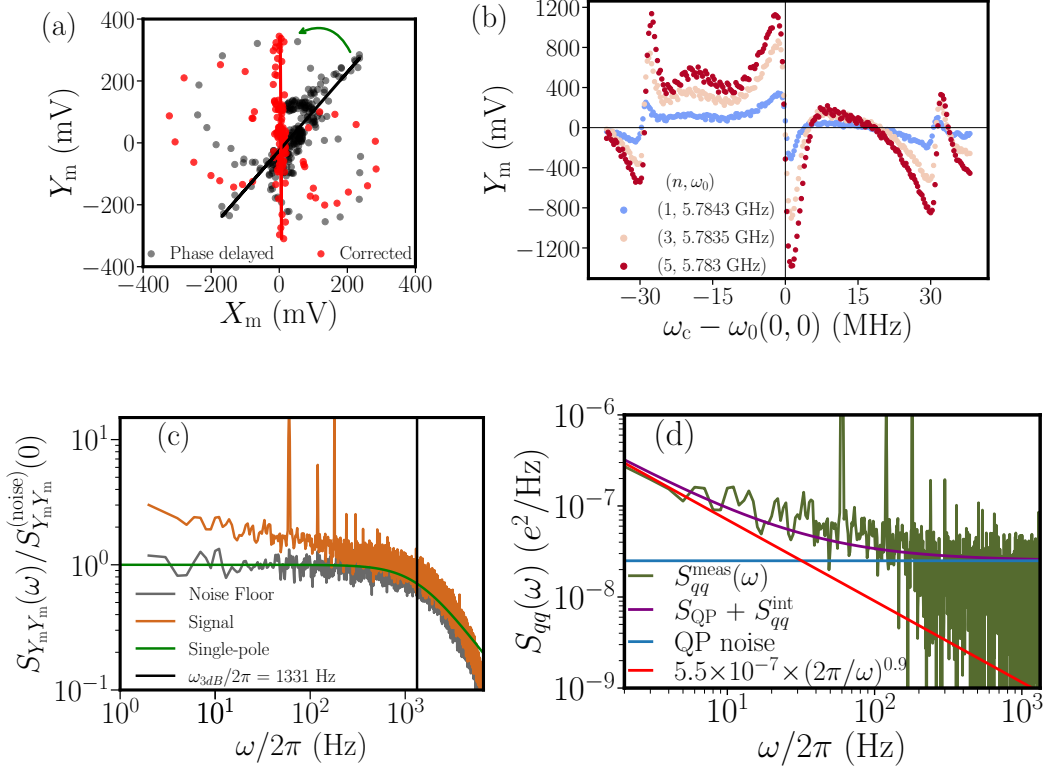 (a)
400
200
0
−200
−400
Y_m (mV)
Phase delayed
Corrected
−400 −200 0 200 400
X_m (mV)
(b)
1200
800
400
0
−400
−800
−1200
Y_m (mV)
(n, ω_0)
(1, 5.7843 GHz)
(3, 5.7835 GHz)
(5, 5.783 GHz)
−30 −15 0 15 30
ω_c − ω_0(0, 0) (MHz)
(c)
10^1
10^0
10^−1
S_{Y_m Y_m}(ω)/S^{(noise)}_{Y_m Y_m}(0)
Noise Floor
Signal
Single-pole
ω_{3dB}/2π = 1331 Hz
10^0 10^1 10^2 10^3
ω/2π (Hz)
(d)
10^−6
10^−7
10^−8
10^−9
S_{qq}(ω) (e^2/Hz)
S^{meas}_{qq}(ω)
S_{QP} + S^{int}_{qq}
QP noise
5.5×10^−7×(2π/ω)^{0.9}
10^1 10^2 10^3
ω/2π (Hz)